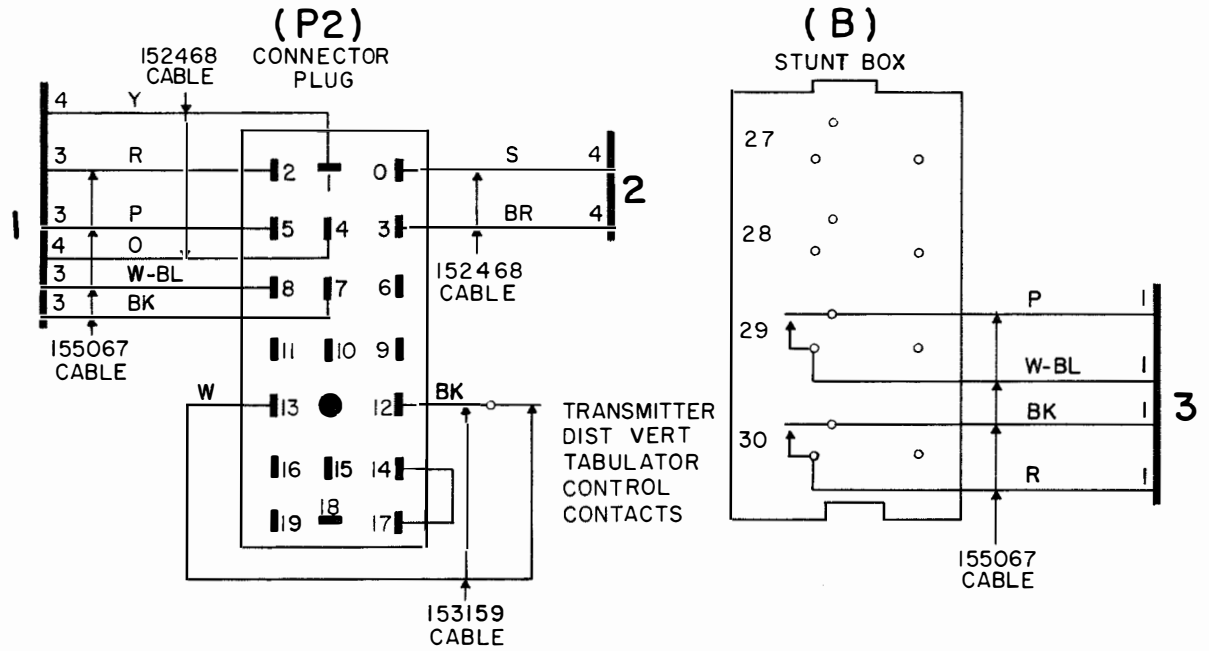 (P2)
CONNECTOR
PLUG
152468
CABLE
4 Y
3 R
3 P
4 O
3 W-BL
3 BK
1
155067
CABLE
2 1 0
5 4 3
8 7 6
11 10 9
13 12
16 15 14
19 18 17
S 4
BR 4
2
152468
CABLE
W
BK
TRANSMITTER
DIST VERT
TABULATOR
CONTROL
CONTACTS
153159
CABLE
(B)
STUNT BOX
27
28
29
30
P 1
W-BL 1
BK 1
R 1
3
155067
CABLE